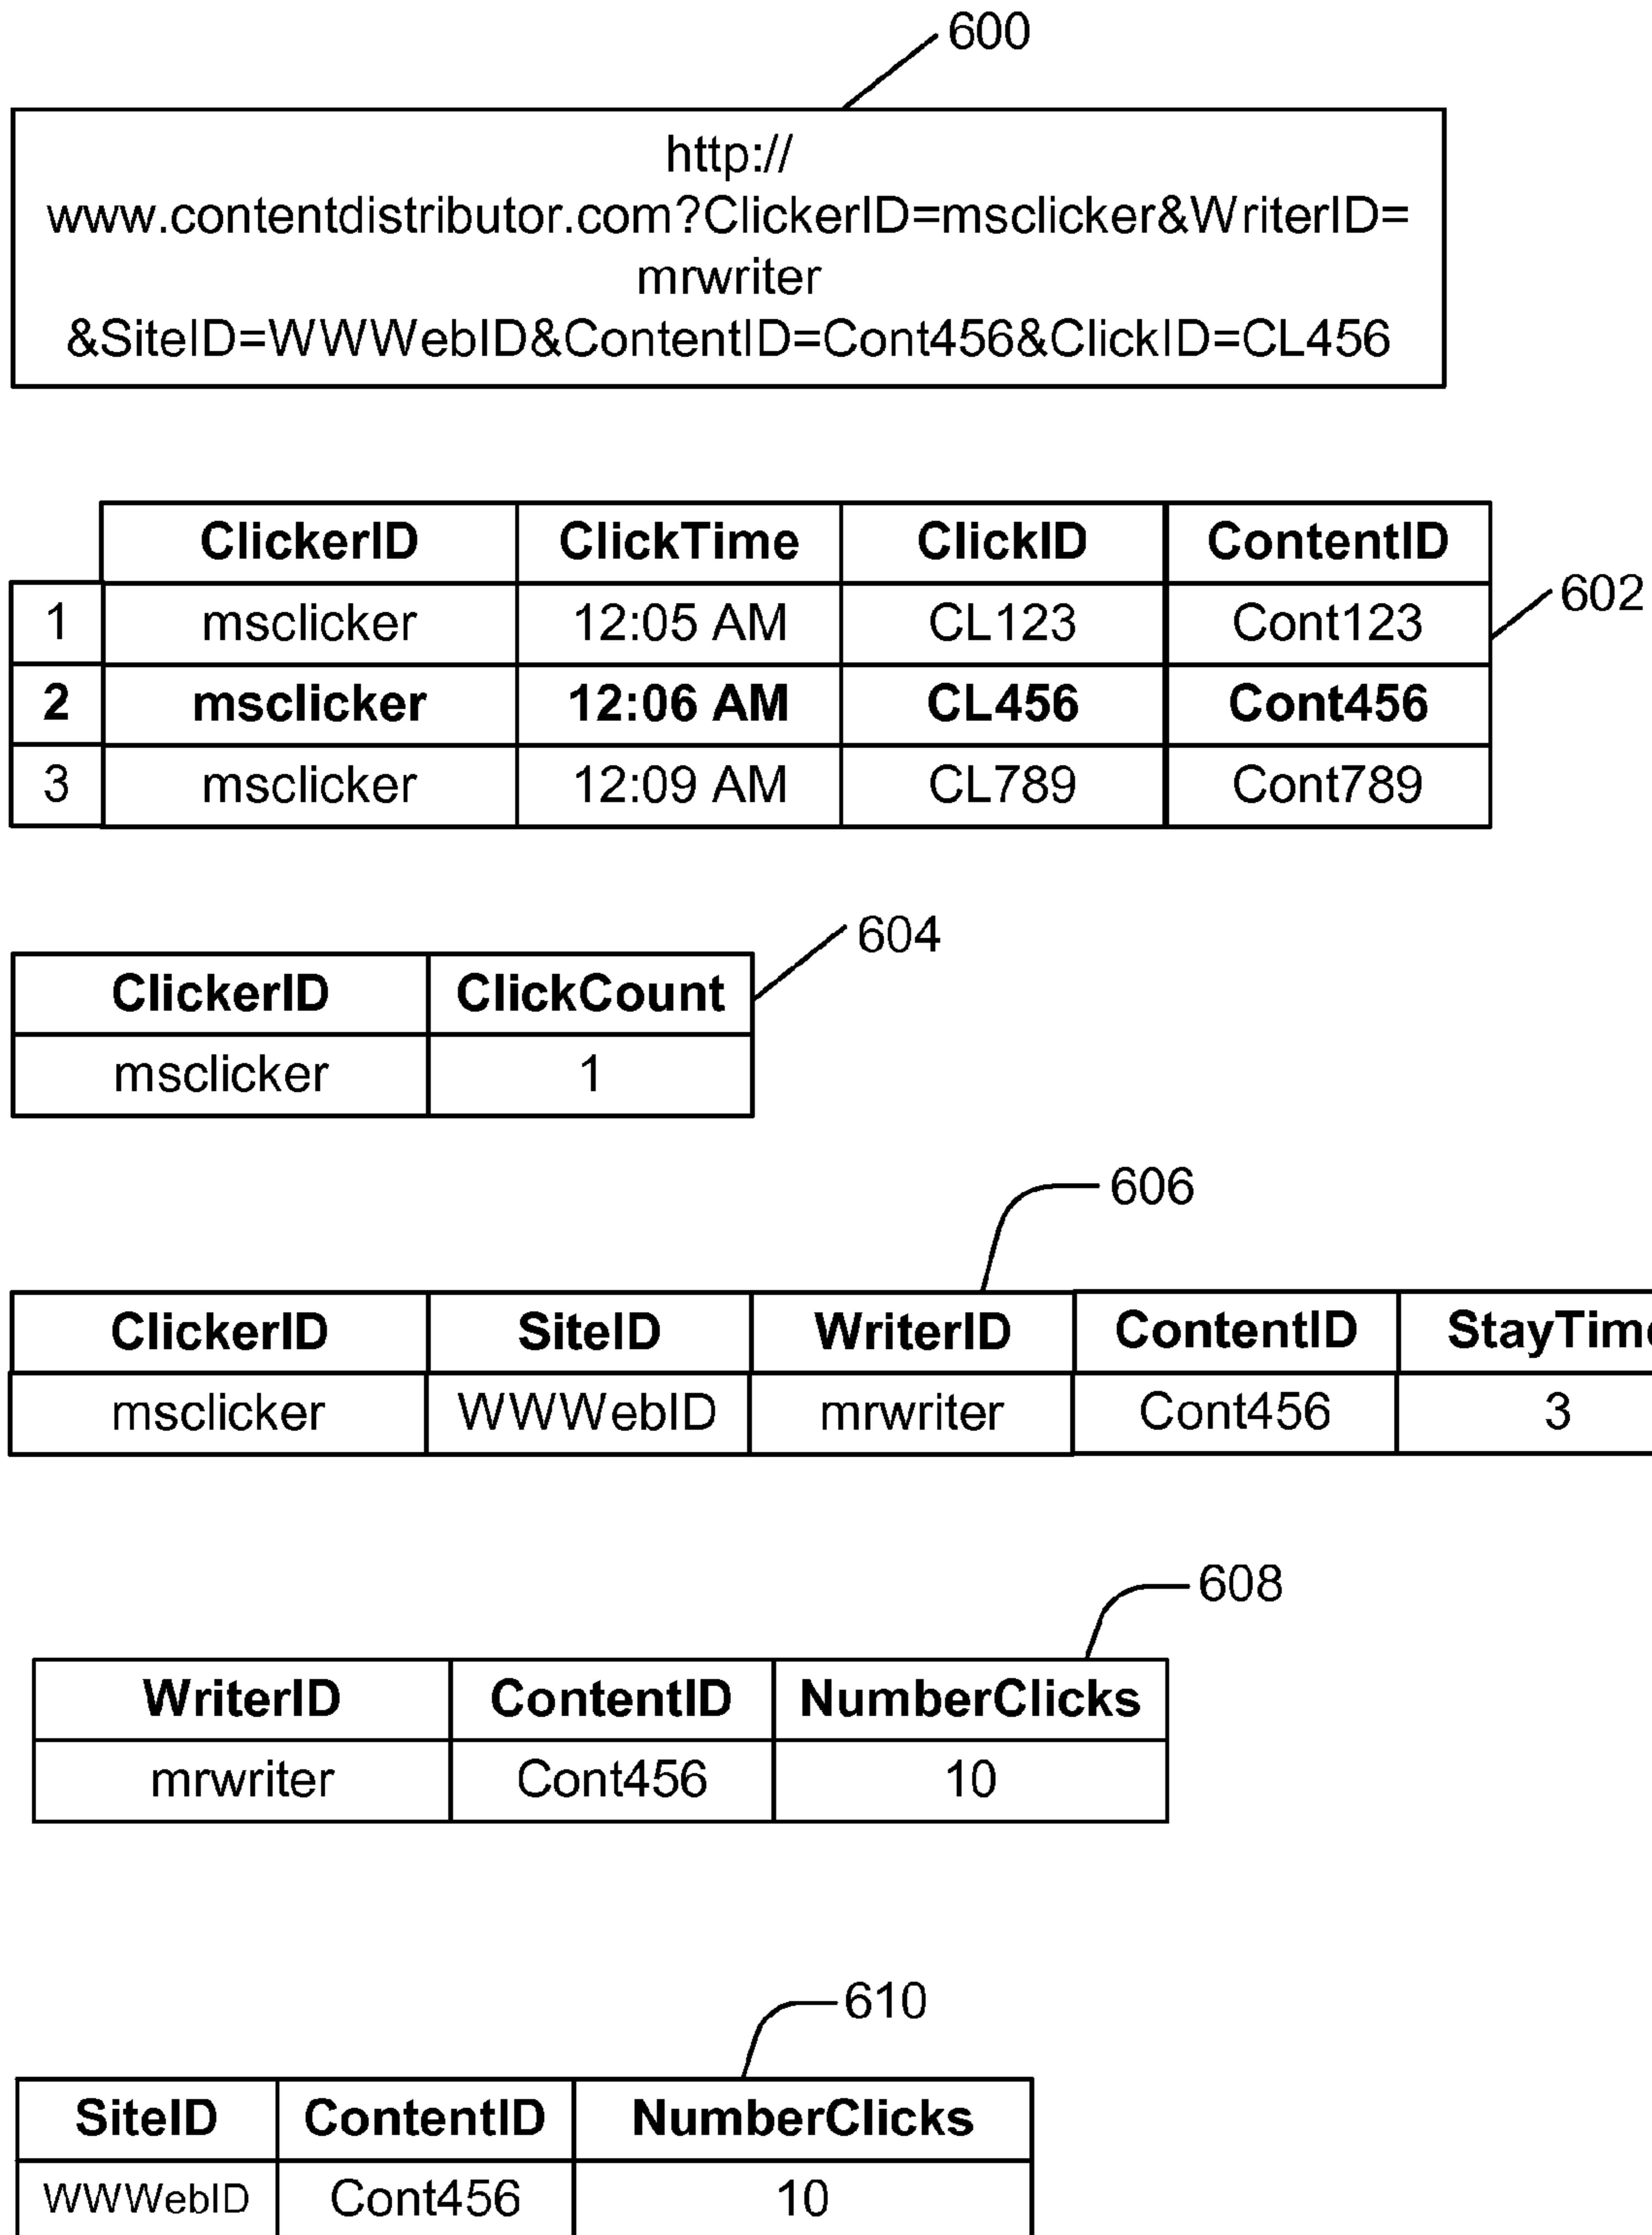 600
http://
www.contentdistributor.com?ClickerID=msclicker&WriterID=
mrwriter
&SiteID=WWWebID&ContentID=Cont456&ClickID=CL456
ClickerID ClickTime ClickID ContentID
602
1 msclicker 12:05 AM CL123 Cont123
2 msclicker 12:06 AM CL456 Cont456
3 msclicker 12:09 AM CL789 Cont789
604
ClickerID ClickCount
msclicker 1
606
ClickerID SiteID WriterID ContentID StayTime
msclicker WWWebID mrwriter Cont456 3
608
WriterID ContentID NumberClicks
mrwriter Cont456 10
610
SiteID ContentID NumberClicks
WWWebID Cont456 10